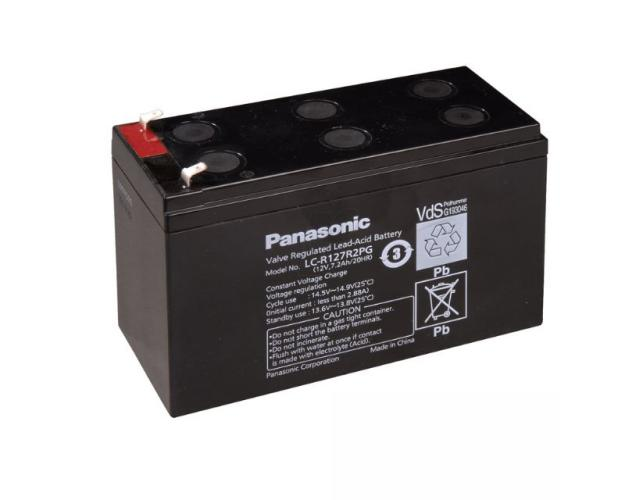 Panasonic
Valve Regulated Lead-Acid Battery
Model No. LC-R127R2PG
(12V,7.2Ah/20HR)
3
Constant Voltage Charge
Voltage regulation
Cycle use : 14.5V~14.9V(25°C)
(Initial current : less than 2.88A)
Standby use : 13.6V~13.8V(25°C)
⚠CAUTION:
•Do not charge in a gas tight container.
•Do not short the battery terminals.
•Do not incinerate.
•Flush with water at once if contact
is made with electrolyte (Acid).
Panasonic Corporation
Made in China
VdS
G193046
Pb
Pb